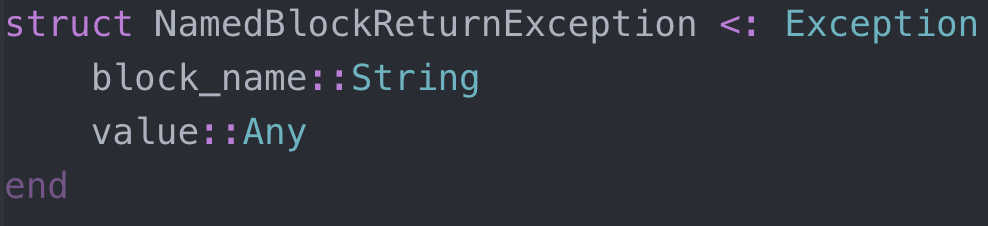 struct NamedBlockReturnException <: Exception
    block_name::String
    value::Any
end